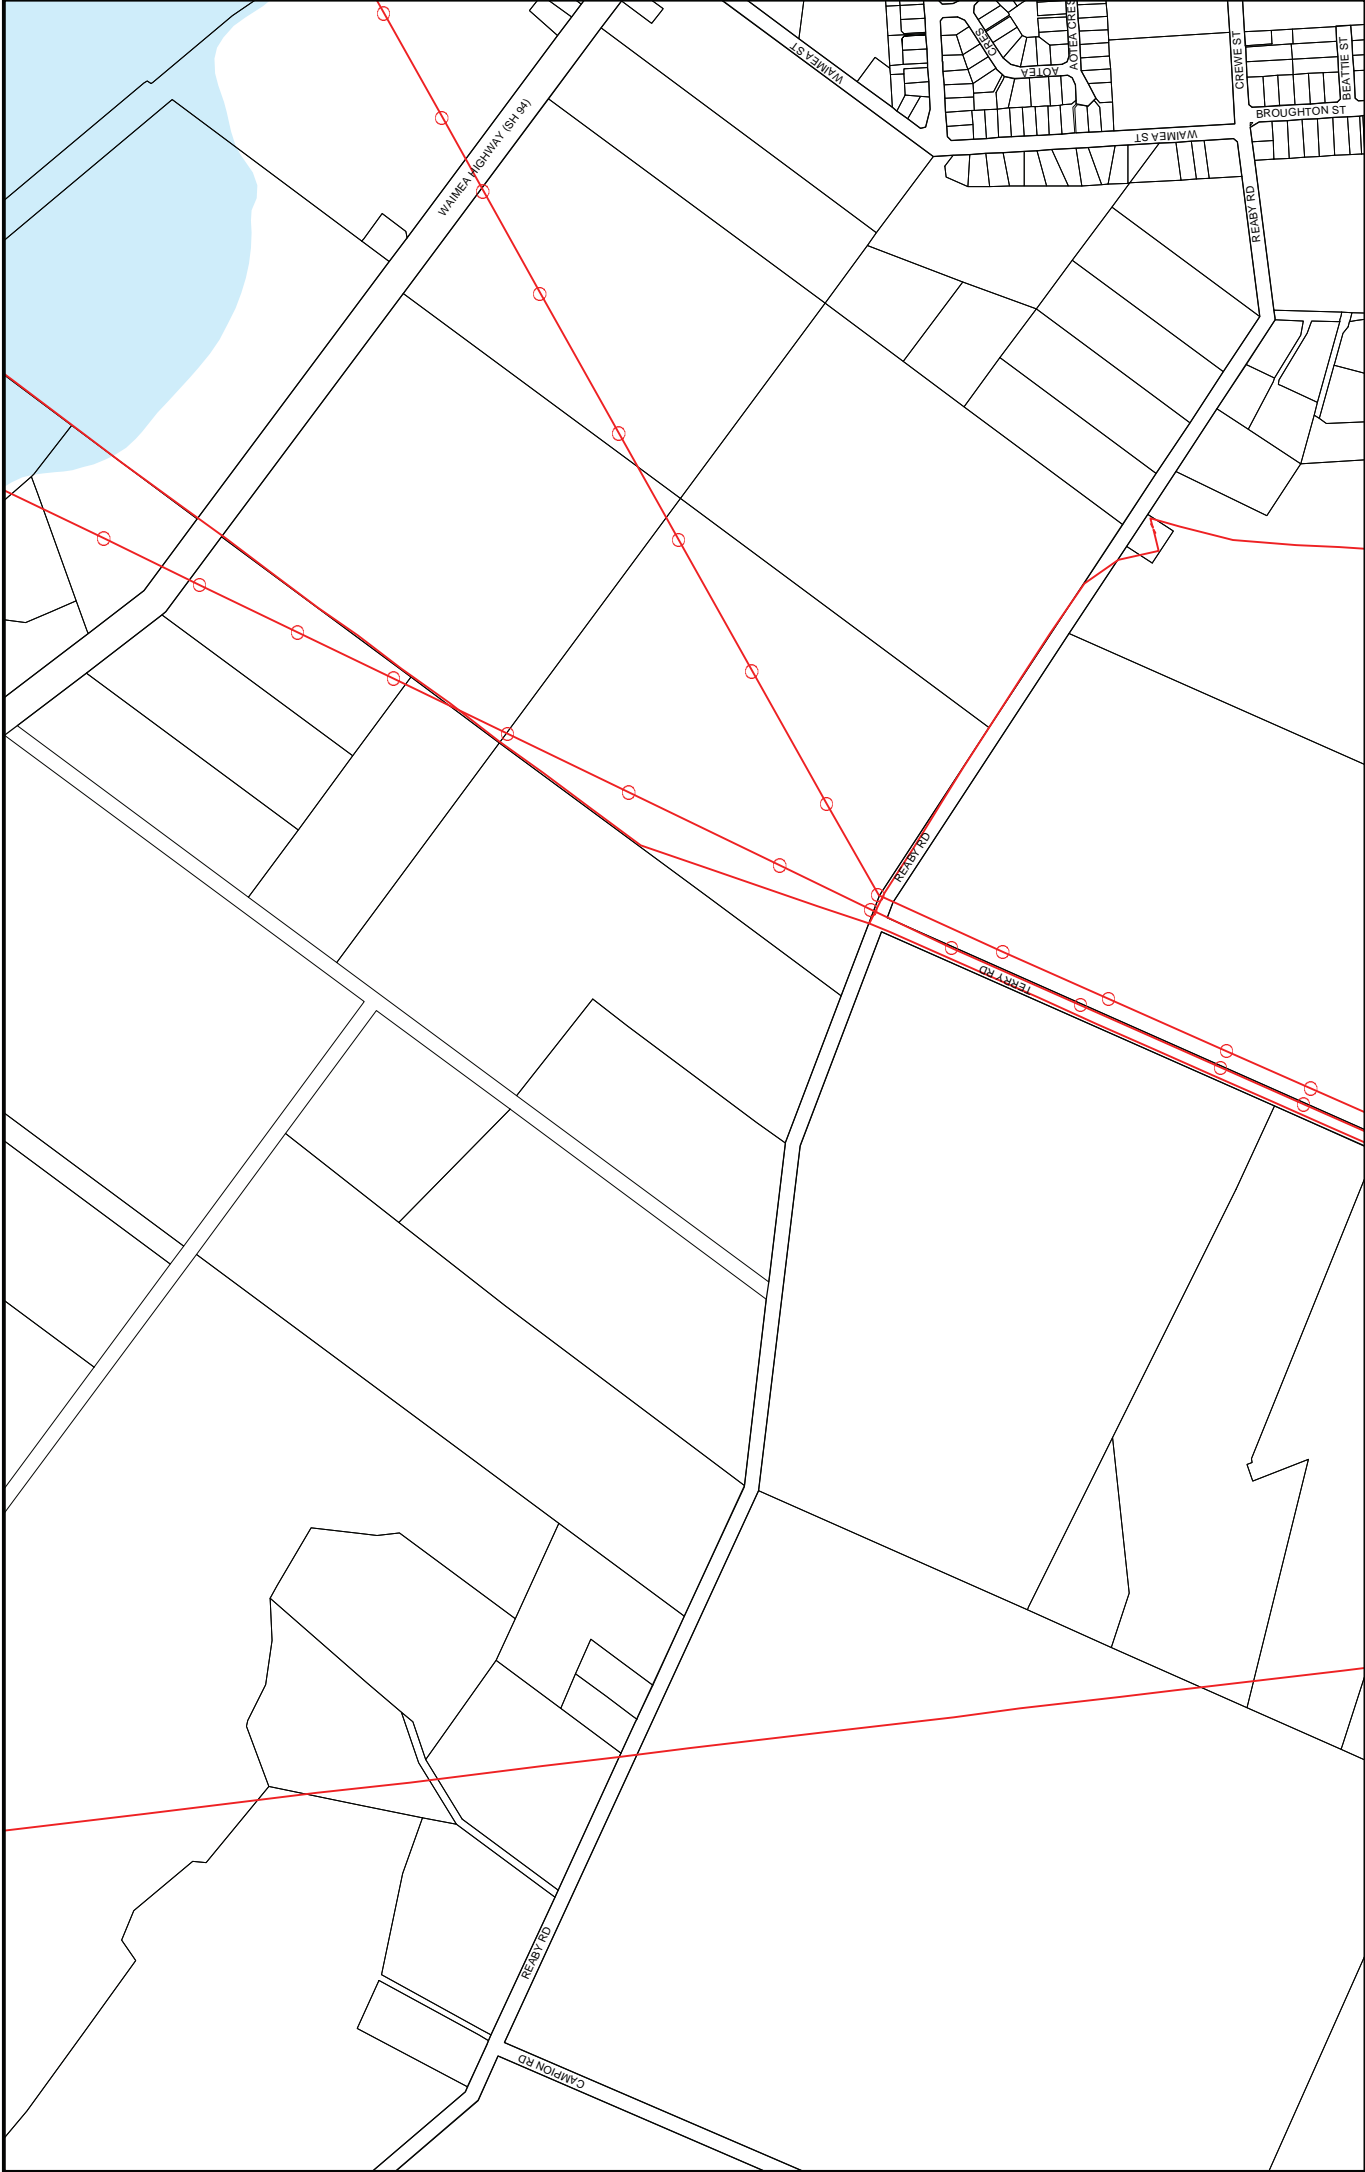 WAIMEA ST
CRES
AOTEA CRES
AOTEA
CREWE ST
BEATTIE ST
BROUGHTON ST
WAIMEA ST
WAIMEA HIGHWAY (SH 94)
REABY RD
REABY RD
TERRY RD
REABY RD
CAMPION RD